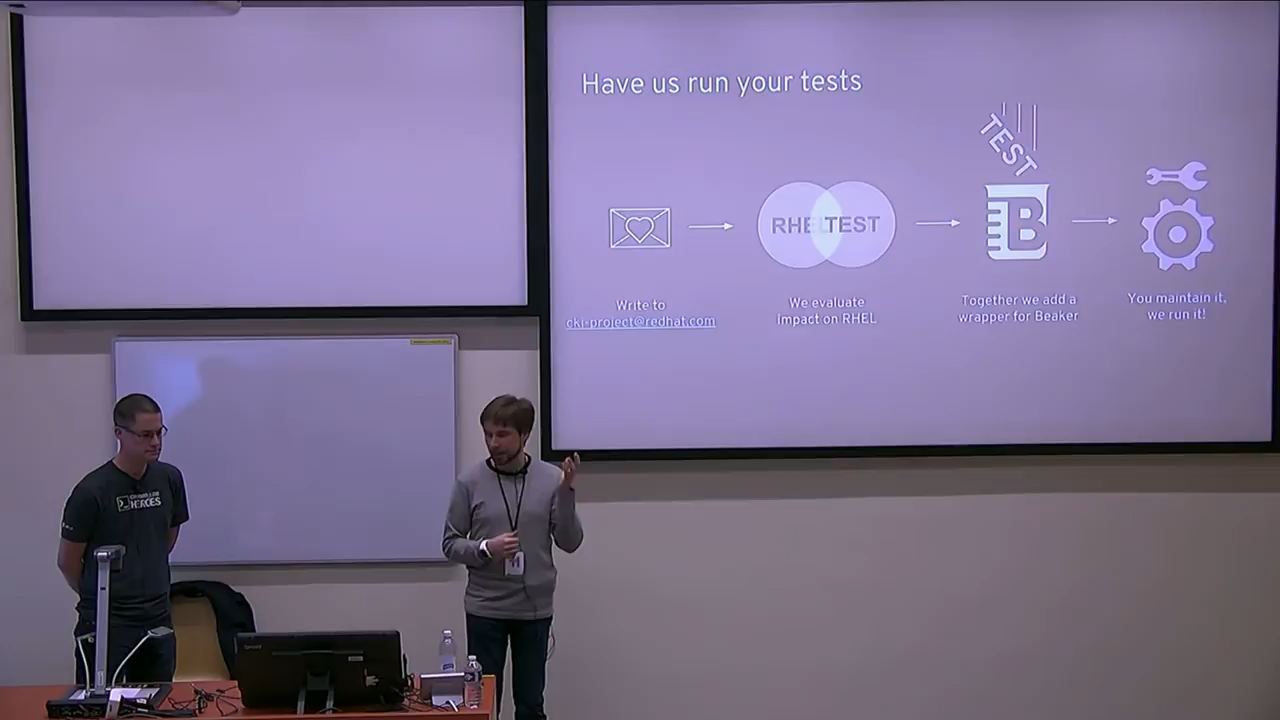 Have us run your tests
TEST
RHEL TEST
B
Write to
cki-project@redhat.com
We evaluate
impact on RHEL
Together we add a
wrapper for Beaker
You maintain it,
we run it!
HEROES